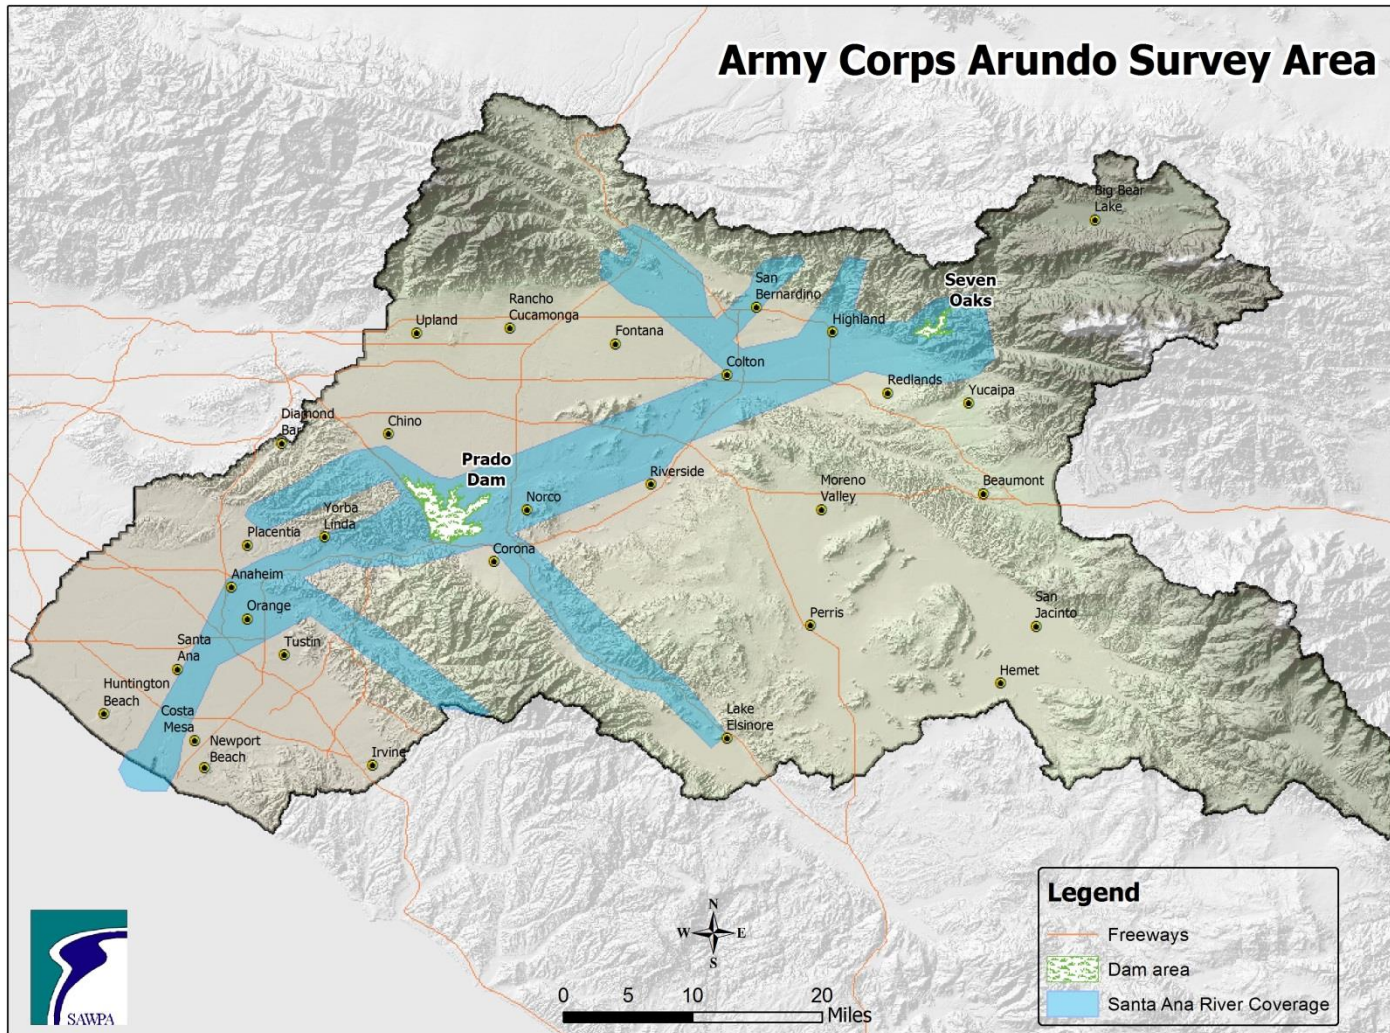 Army Corps Arundo Survey Area
Big Bear
Lake
Seven
Oaks
San
Bernardino
Rancho
Cucamonga
Upland
Fontana
Highland
Colton
Redlands
Yucaipa
Diamond
Bar
Chino
Prado
Dam
Riverside
Norco
Moreno
Valley
Beaumont
Yorba
Linda
Placentia
Corona
Anaheim
Orange
Perris
San
Jacinto
Santa
Ana
Tustin
Hemet
Huntington
Beach
Costa
Mesa
Lake
Elsinore
Newport
Beach
Irvine
Legend
Freeways
Dam area
Santa Ana River Coverage
N
W E
S
0 5 10 20
Miles
SAWPA